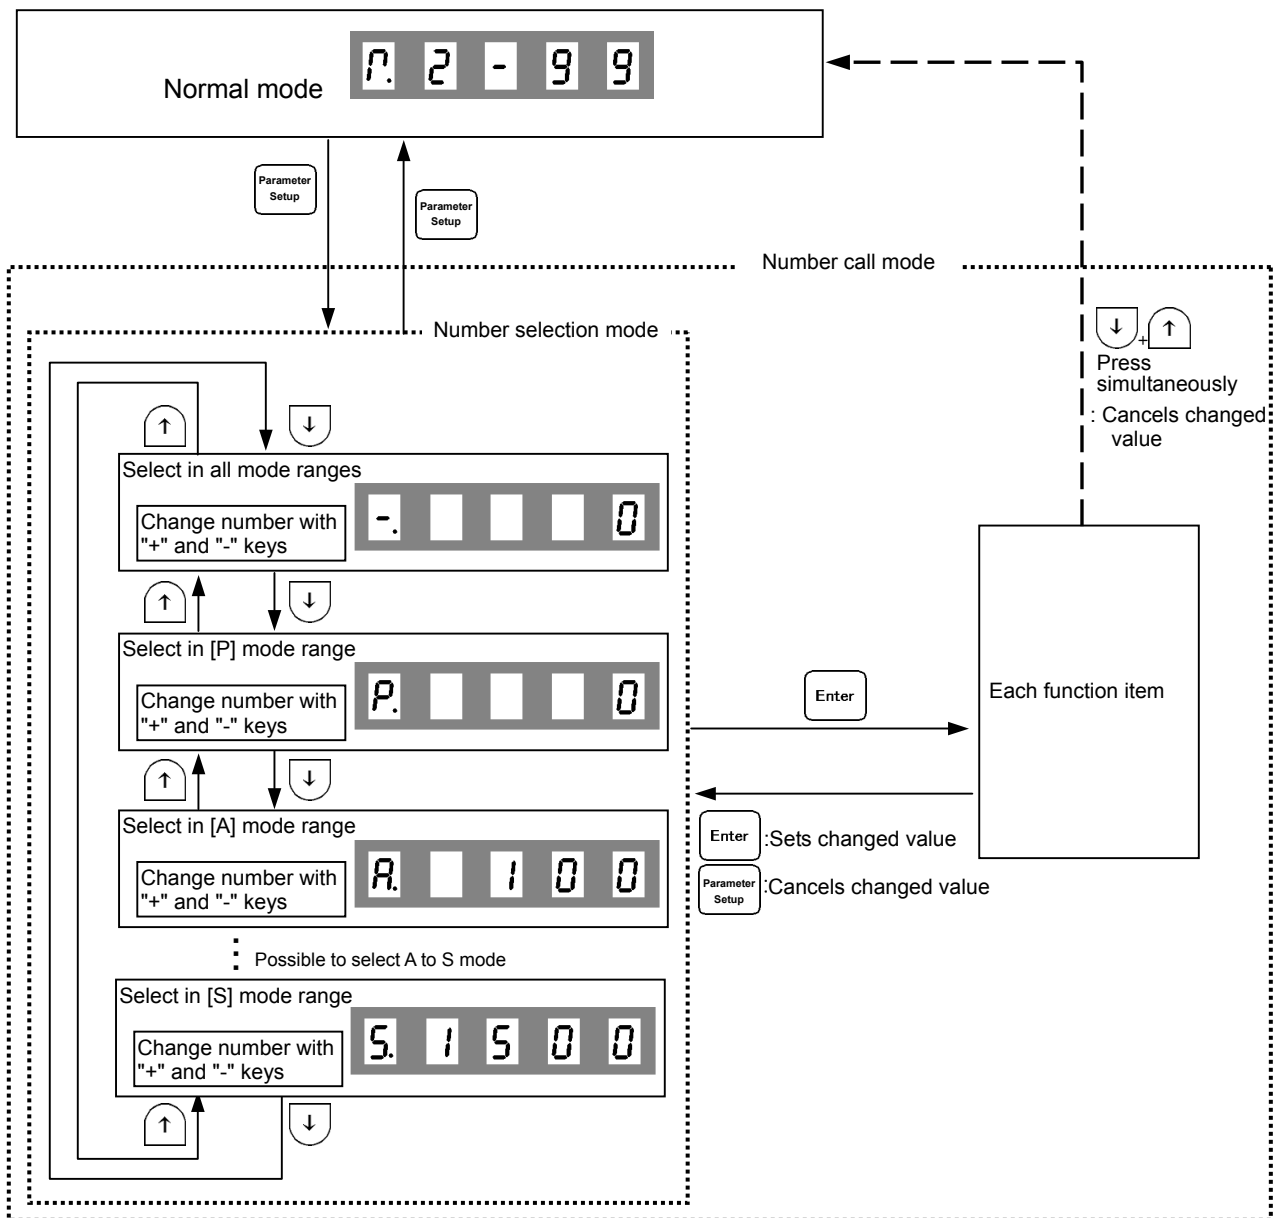 Normal mode
r. 2 - 9 9
Parameter
Setup
Parameter
Setup
Number call mode
Number selection mode
↓ + ↑
Press
simultaneously
: Cancels changed
value
↑ ↓
Select in all mode ranges
Change number with
"+" and "-" keys
-. 0
↑ ↓
Select in [P] mode range
Change number with
"+" and "-" keys
P. 0
↑ ↓
Select in [A] mode range
Change number with
"+" and "-" keys
A. 1 0 0
Possible to select A to S mode
Select in [S] mode range
Change number with
"+" and "-" keys
S. 1 5 0 0
↑ ↓
Enter
Each function item
Enter :Sets changed value
Parameter
Setup
:Cancels changed value